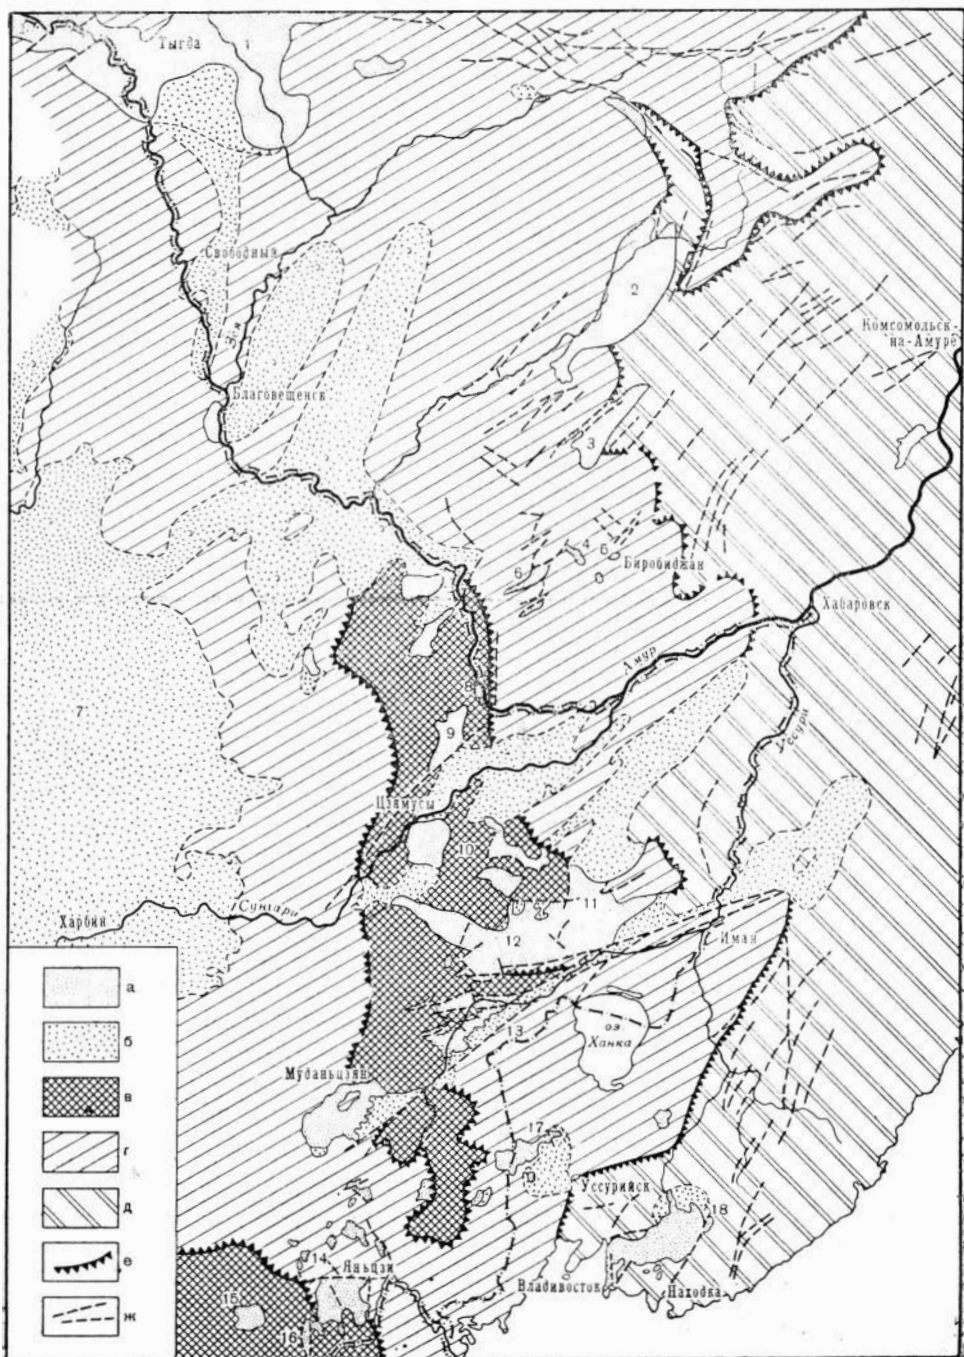 Тыгда
1
Свободный
Зея
2
Комсомольск-
на-Амуре
Благовещенск
3
4
5
6
Биробиджан
Хабаровск
Амур
7
8
Уссури
9
Цзямусы
10
11
Харбин
Сунгари
12
Иман
13
оз.
Ханка
Муданьцзян
17
Уссурийск
18
14
Яньцзи
Владивосток
Находка
15
16
а
б
в
г
д
е
ж